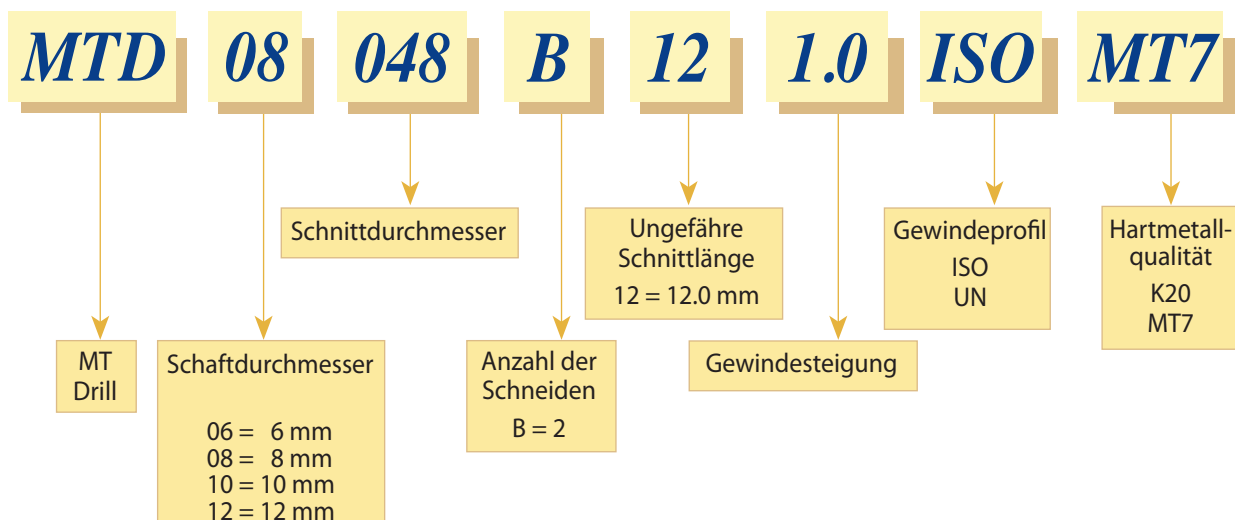 MTD 08 048 B 12 1.0 ISO MT7
Schnittdurchmesser
Ungefähre
Schnittlänge
12 = 12.0 mm
Gewindeprofil
ISO
UN
Hartmetall-
qualität
K20
MT7
MT
Drill
Schaftdurchmesser
06 = 6 mm
08 = 8 mm
10 = 10 mm
12 = 12 mm
Anzahl der
Schneiden
B = 2
Gewindesteigung